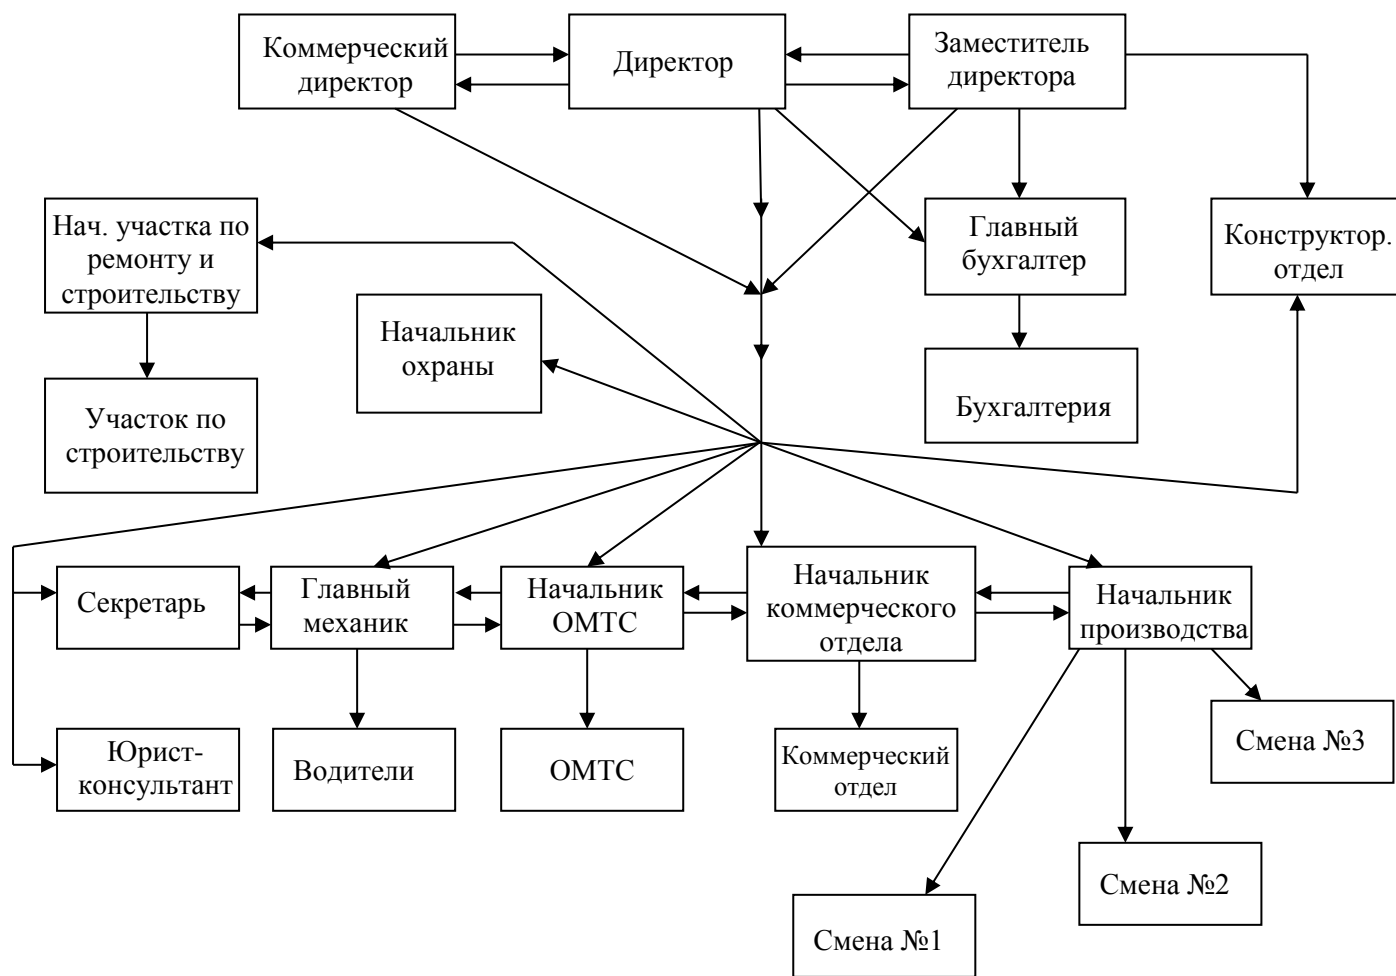 Коммерческий
директор
Директор
Заместитель
директора
Нач. участка по
ремонту и
строительству
Главный
бухгалтер
Конструктор.
отдел
Начальник
охраны
Участок по
строительству
Бухгалтерия
Секретарь
Главный
механик
Начальник
ОМТС
Начальник
коммерческого
отдела
Начальник
производства
Юрист-
консультант
Водители
ОМТС
Коммерческий
отдел
Смена №3
Смена №2
Смена №1